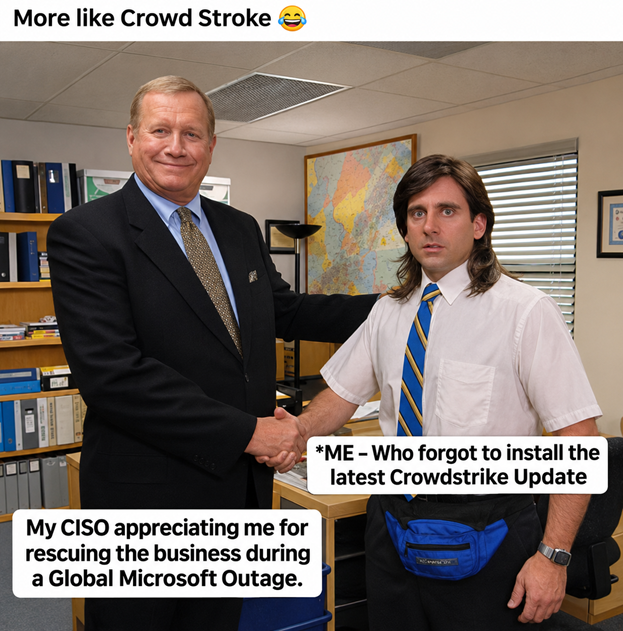 More like Crowd Stroke 😂
*ME – Who forgot to install the
latest Crowdstrike Update
My CISO appreciating me for
rescuing the business during
a Global Microsoft Outage.